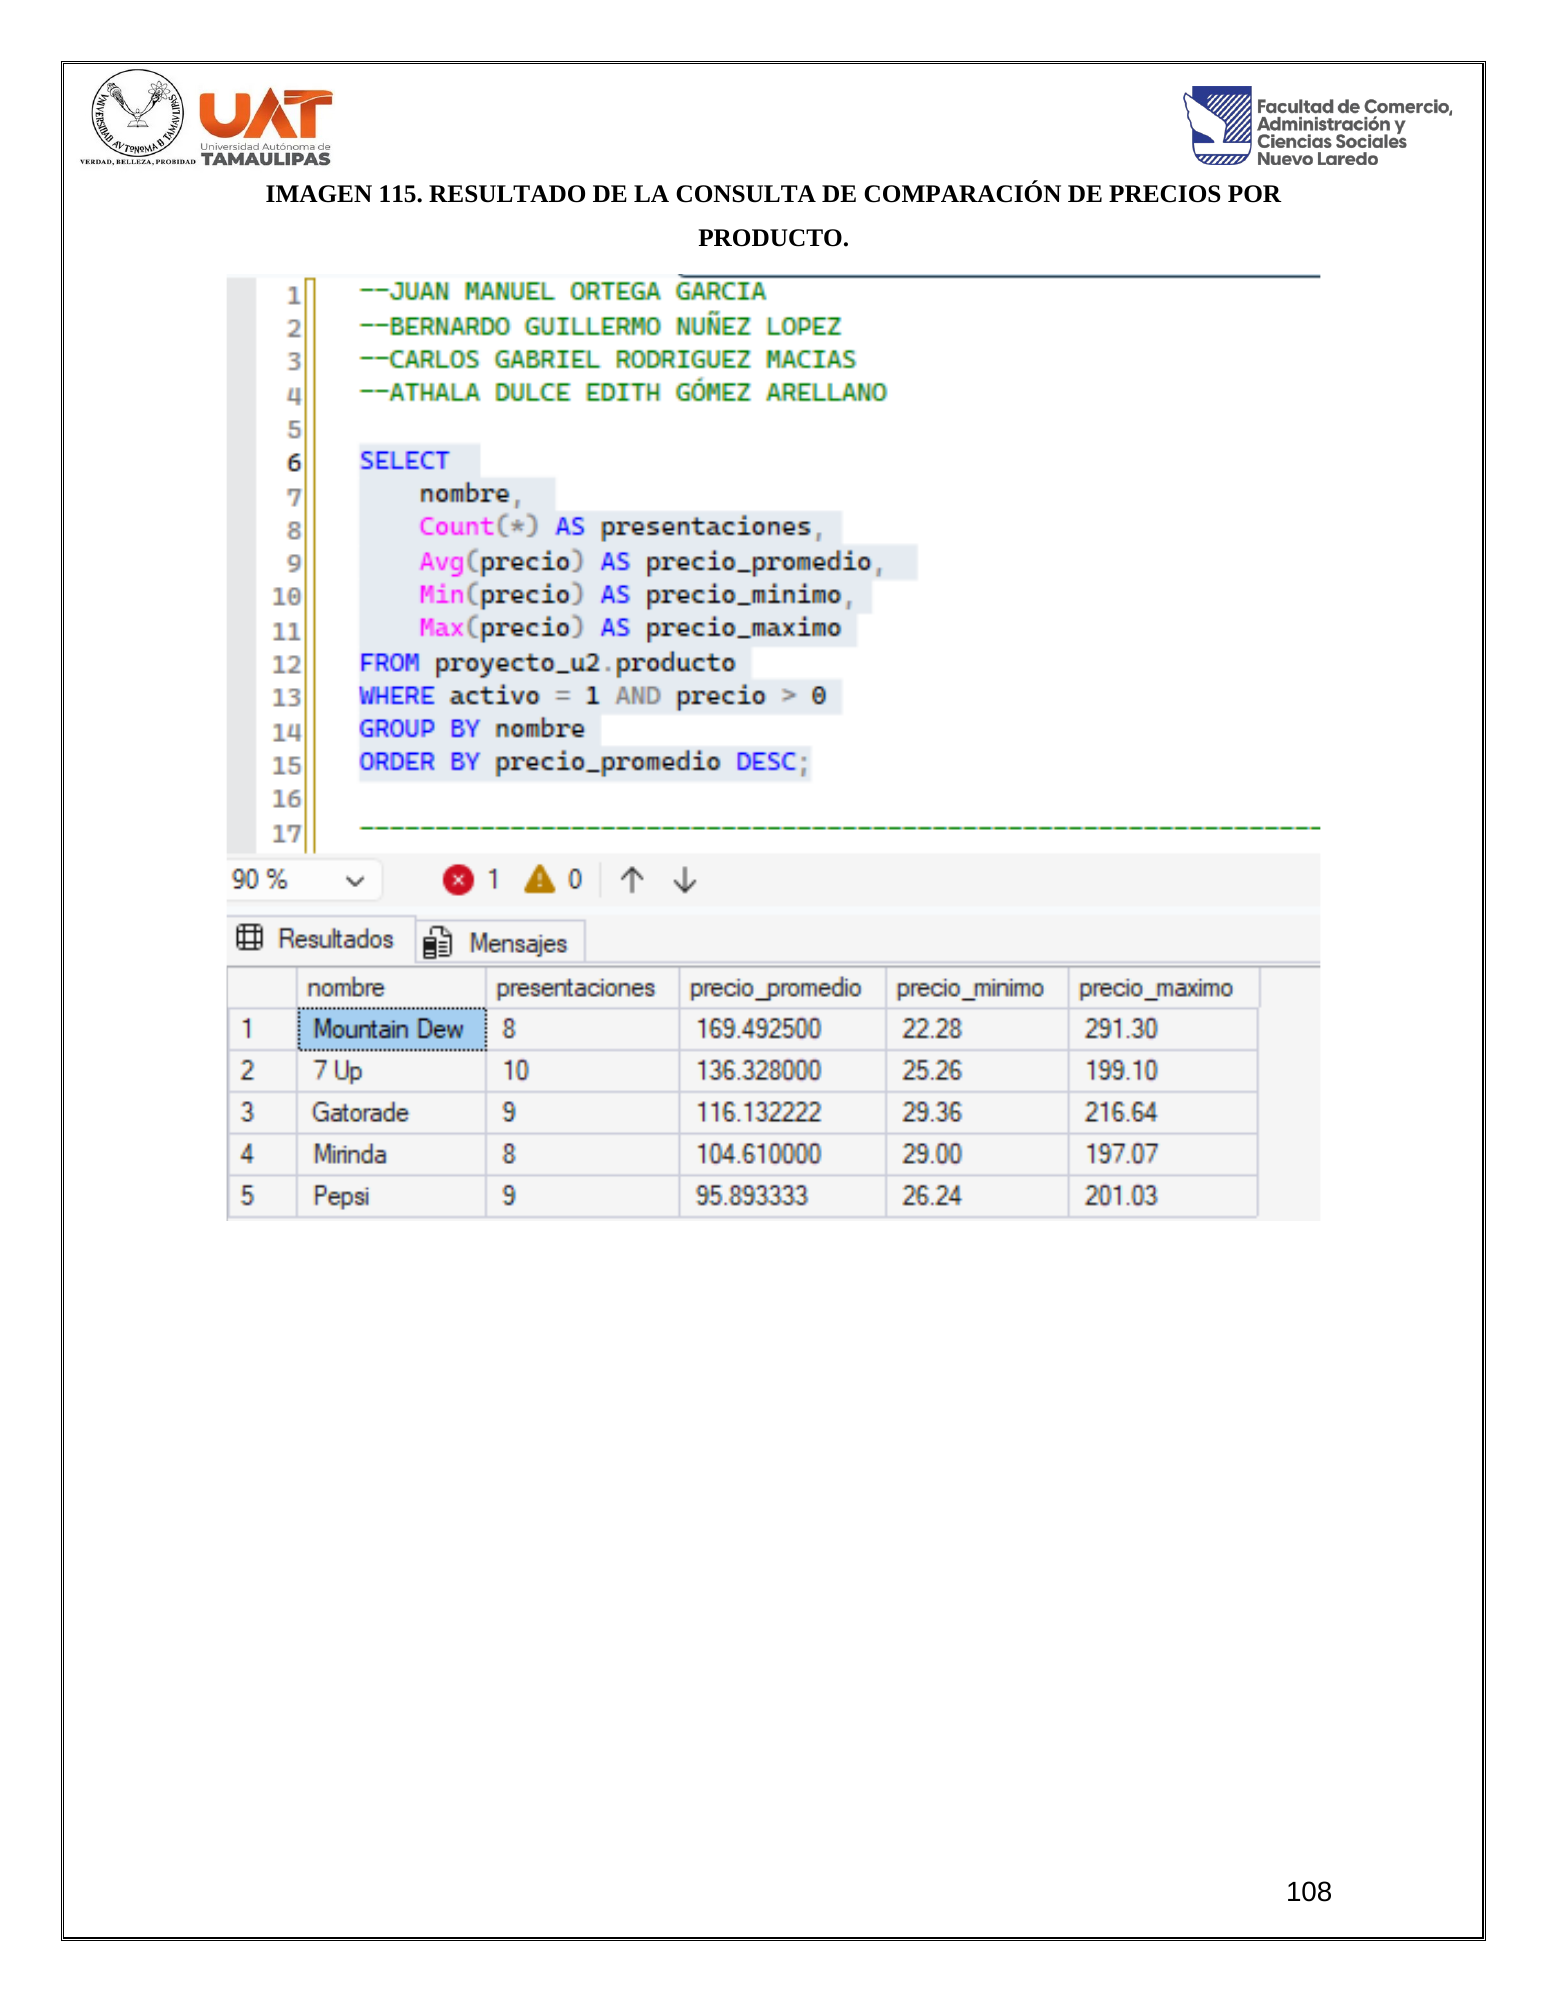 VNIVERSIDAD AVTONOMA D TAMAVLIPAS
VERDAD, BELLEZA, PROBIDAD
UAT
Universidad Autónoma de
TAMAULIPAS
Facultad de Comercio,
Administración y
Ciencias Sociales
Nuevo Laredo
IMAGEN 115. RESULTADO DE LA CONSULTA DE COMPARACIÓN DE PRECIOS POR
PRODUCTO.
1 --JUAN MANUEL ORTEGA GARCIA
2 --BERNARDO GUILLERMO NUÑEZ LOPEZ
3 --CARLOS GABRIEL RODRIGUEZ MACIAS
4 --ATHALA DULCE EDITH GÓMEZ ARELLANO
5
6 SELECT
7 nombre,
8 Count(*) AS presentaciones,
9 Avg(precio) AS precio_promedio,
10 Min(precio) AS precio_minimo,
11 Max(precio) AS precio_maximo
12 FROM proyecto_u2.producto
13 WHERE activo = 1 AND precio > 0
14 GROUP BY nombre
15 ORDER BY precio_promedio DESC;
16
17 ----------------------------------------------------------------
90 % 1 0
Resultados Mensajes
nombre presentaciones precio_promedio precio_minimo precio_maximo
1 Mountain Dew 8 169.492500 22.28 291.30
2 7 Up 10 136.328000 25.26 199.10
3 Gatorade 9 116.132222 29.36 216.64
4 Mirinda 8 104.610000 29.00 197.07
5 Pepsi 9 95.893333 26.24 201.03
108